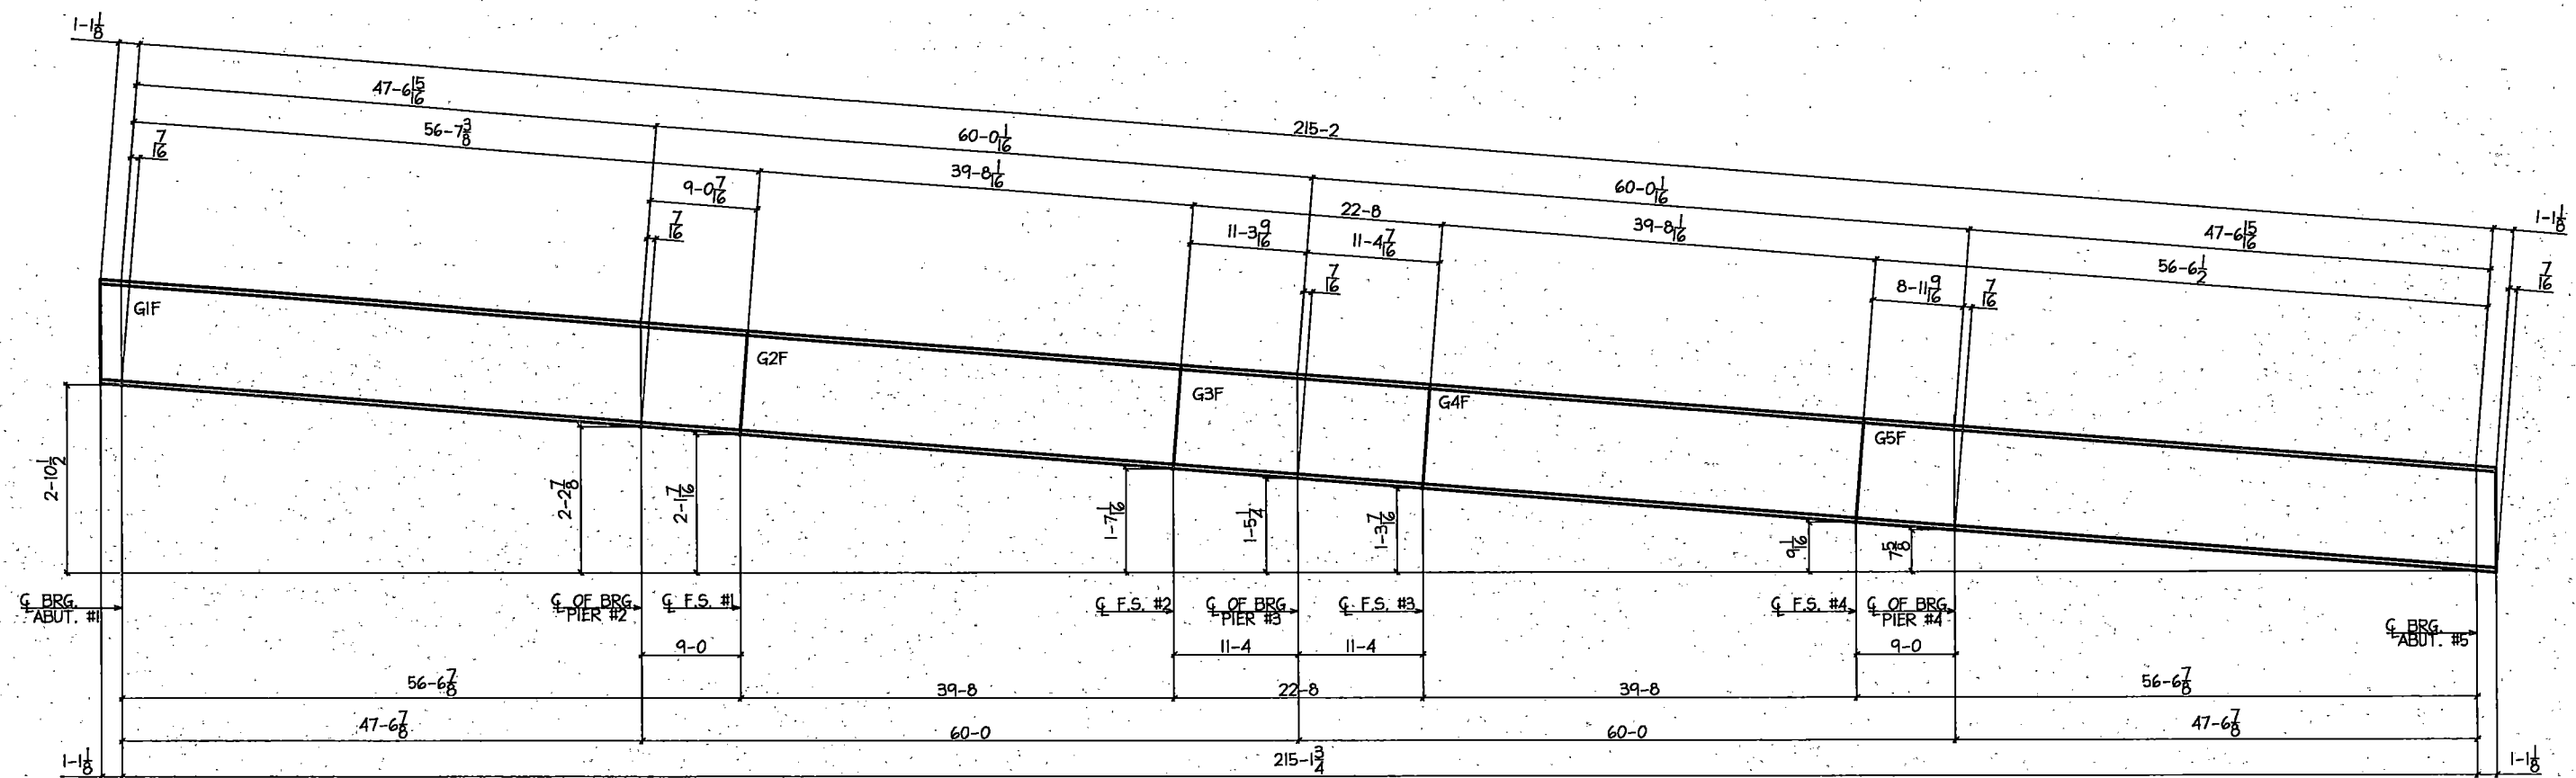 1-1 1/8
47-6 15/16
56-7 3/8
7/16
60-0 1/16
215-2
9-0 7/16
39-8 1/16
7/16
60-0 1/16
22-8
11-3 9/16
11-4 7/16
39-8 1/16
7/16
47-6 15/16
1-1 1/8
56-6 1/2
8-11 9/16
7/16
7/16
G1F
G2F
G3F
G4F
G5F
2-10 1/2
2-2 7/8
2-1 7/16
1-7 1/16
1-5 1/4
1-3 7/16
9 1/16
7 5/8
℄ BRG.
ABUT. #1
℄ OF BRG.
PIER #2
℄ F.S. #1
℄ F.S. #2
℄ OF BRG.
PIER #3
℄ F.S. #3
℄ F.S. #4
℄ OF BRG.
PIER #4
℄ BRG.
ABUT. #5
9-0
11-4
11-4
9-0
56-6 7/8
39-8
22-8
39-8
56-6 7/8
47-6 7/8
60-0
60-0
47-6 7/8
1-1 1/8
215-1 3/4
1-1 1/8